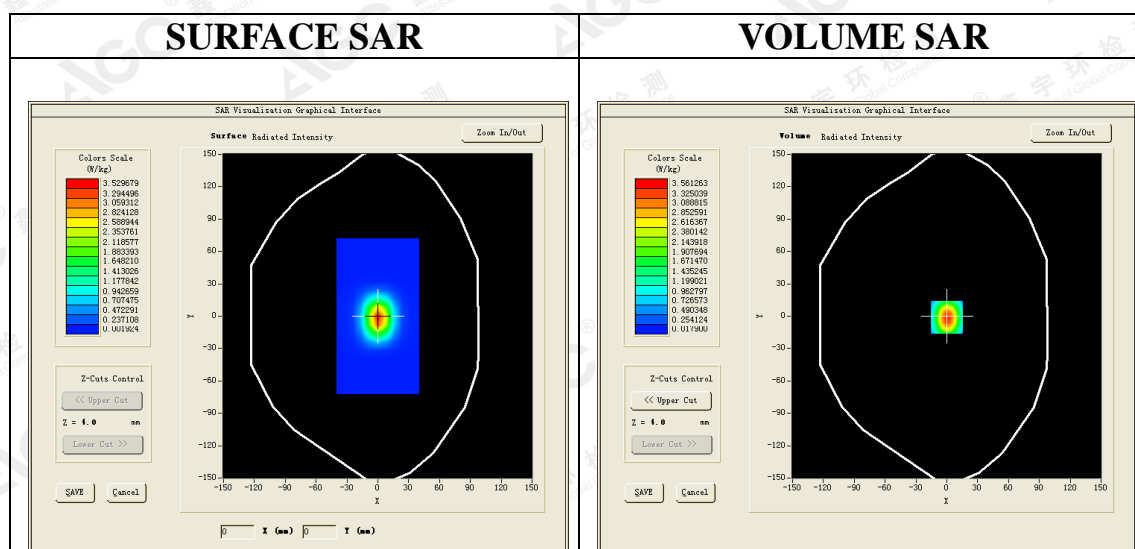 SURFACE SAR
VOLUME SAR
SAR Visualisation Graphical Interface
Surface Radiated Intensity
Zoom In/Out
Colors Scale
(W/kg)
3.529679
3.294496
3.059312
2.824128
2.588944
2.353761
2.118577
1.883393
1.648210
1.413026
1.177842
0.942659
0.707475
0.472291
0.237108
0.001924
150
120
90
60
30
0
-30
-60
-90
-120
-150
Y
-150 -120 -90 -60 -30 0 30 60 90 120 150
X
Z-Cuts Control
<< Upper Cut
Z = 4.0 mm
Lower Cut >>
SAVE Cancel
0 X (mm) 0 Y (mm)
SAR Visualisation Graphical Interface
Volume Radiated Intensity
Zoom In/Out
Colors Scale
(W/kg)
3.561263
3.325039
3.088815
2.852591
2.616367
2.380142
2.143918
1.907694
1.671470
1.435245
1.199021
0.962797
0.726573
0.490348
0.254124
0.017900
150
120
90
60
30
0
-30
-60
-90
-120
-150
Y
-150 -120 -90 -60 -30 0 30 60 90 120 150
X
Z-Cuts Control
<< Upper Cut
Z = 4.0 mm
Lower Cut >>
SAVE Cancel